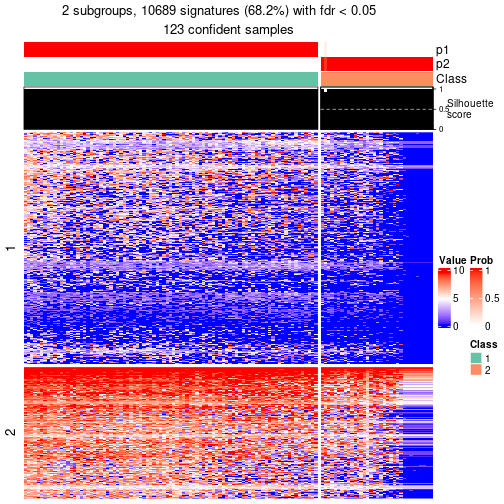 2 subgroups, 10689 signatures (68.2%) with fdr < 0.05
123 confident samples
p1
p2
Class
1
0.5
0
Silhouette
score
1
2
Value
10
5
0
Prob
1
0.5
0
Class
1
2